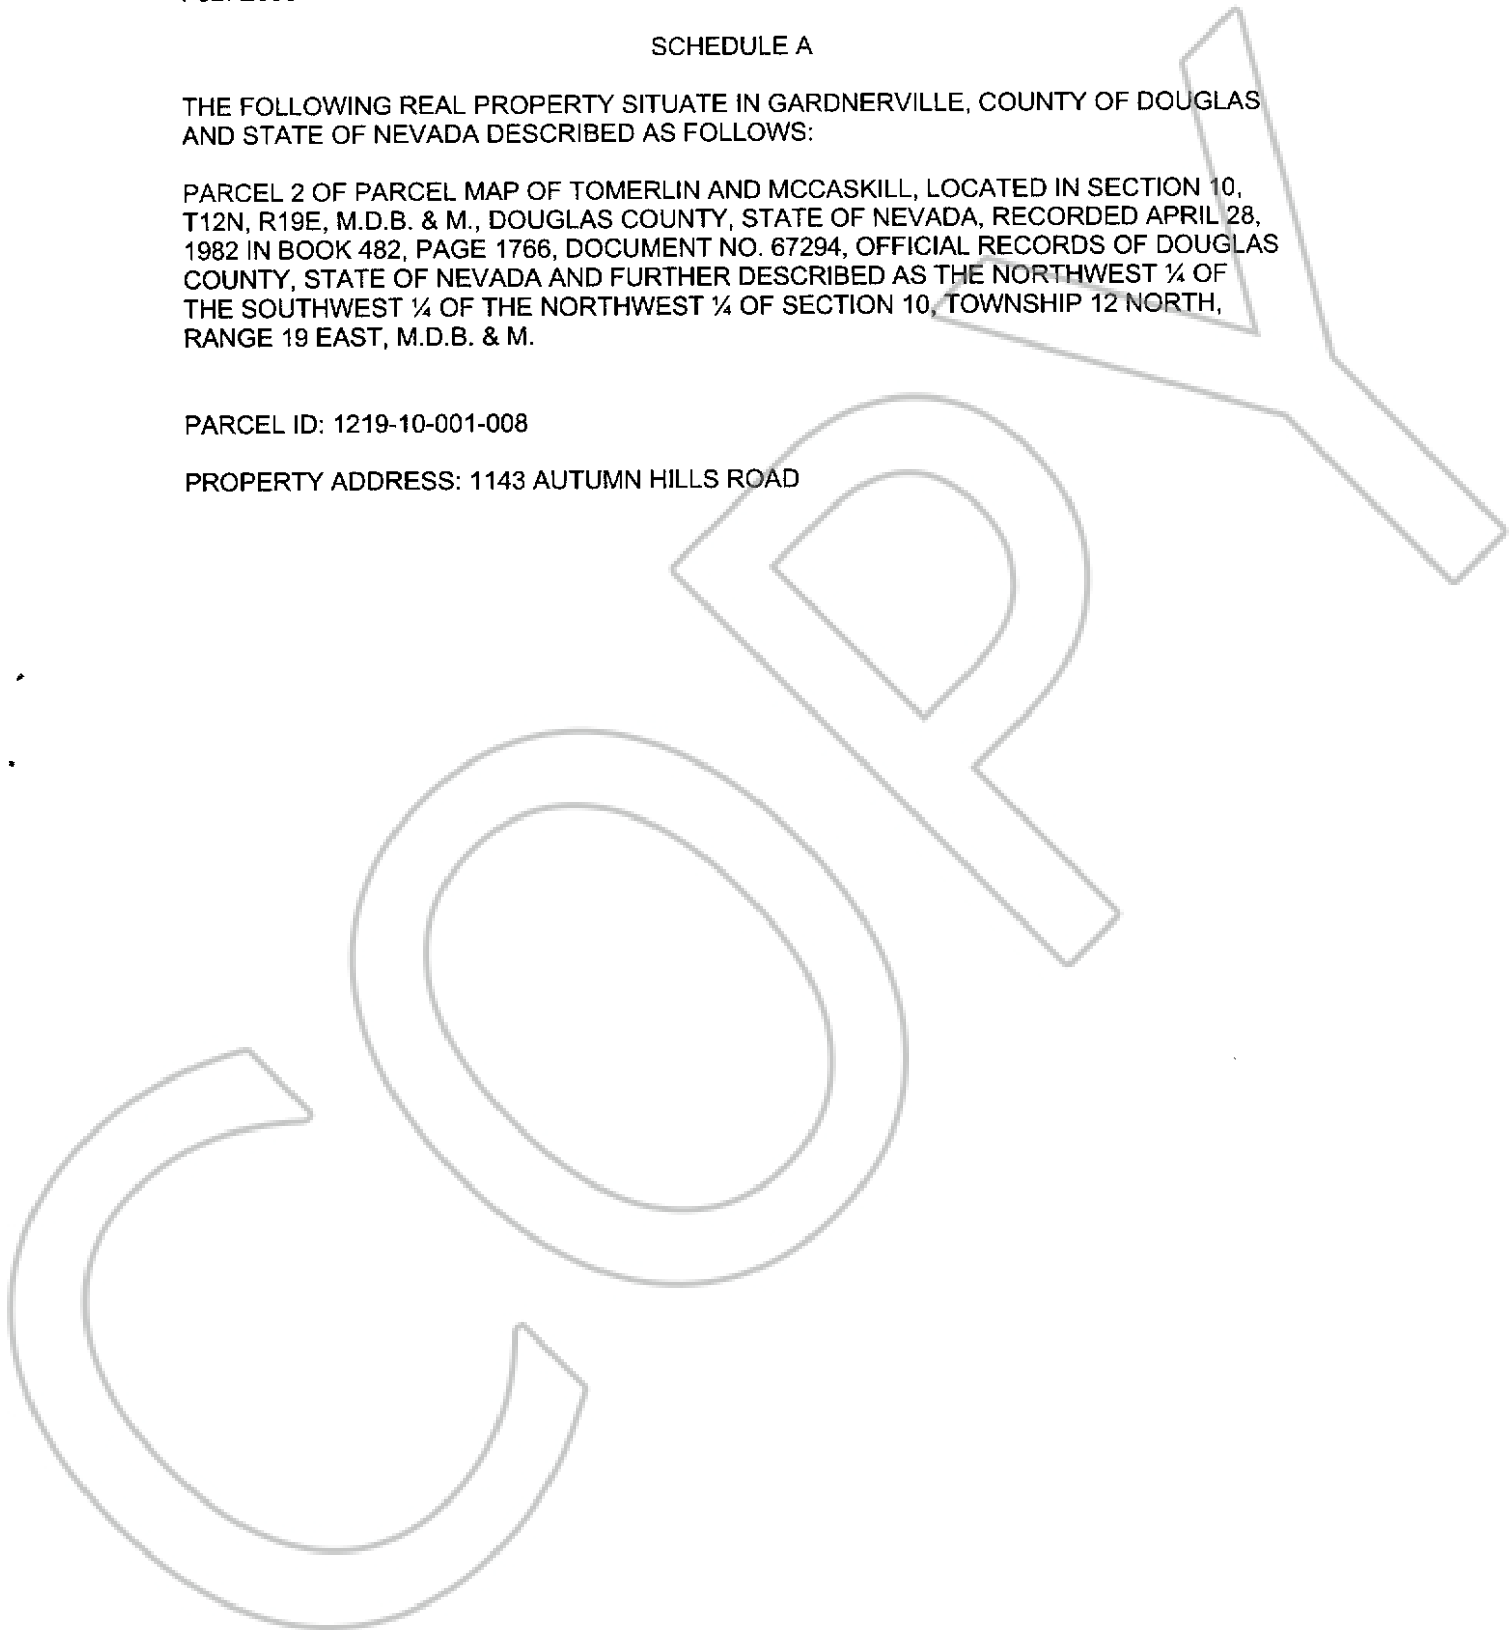 SCHEDULE A
THE FOLLOWING REAL PROPERTY SITUATE IN GARDNERVILLE, COUNTY OF DOUGLAS
AND STATE OF NEVADA DESCRIBED AS FOLLOWS:
PARCEL 2 OF PARCEL MAP OF TOMERLIN AND MCCASKILL, LOCATED IN SECTION 10,
T12N, R19E, M.D.B. & M., DOUGLAS COUNTY, STATE OF NEVADA, RECORDED APRIL 28,
1982 IN BOOK 482, PAGE 1766, DOCUMENT NO. 67294, OFFICIAL RECORDS OF DOUGLAS
COUNTY, STATE OF NEVADA AND FURTHER DESCRIBED AS THE NORTHWEST ¼ OF
THE SOUTHWEST ¼ OF THE NORTHWEST ¼ OF SECTION 10, TOWNSHIP 12 NORTH,
RANGE 19 EAST, M.D.B. & M.
PARCEL ID: 1219-10-001-008
PROPERTY ADDRESS: 1143 AUTUMN HILLS ROAD
COPY